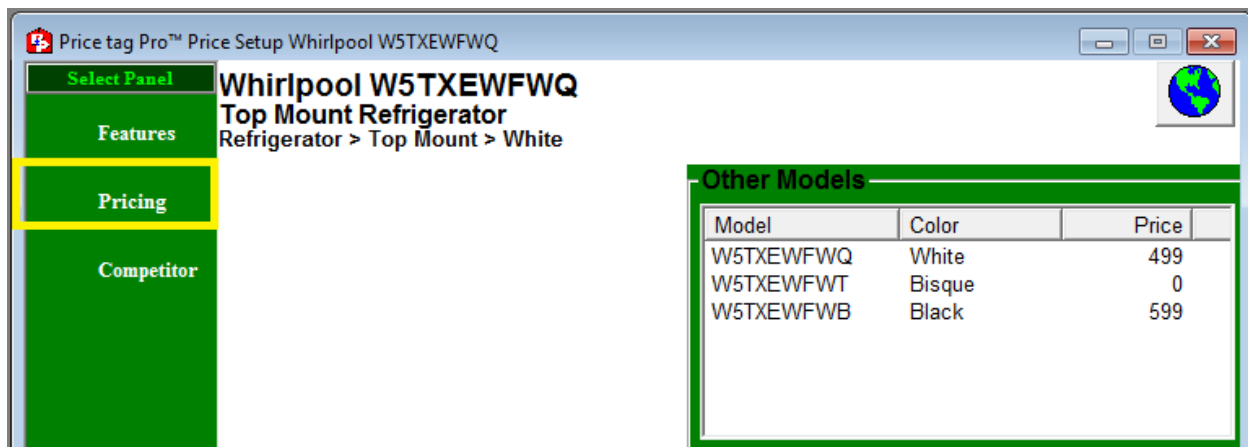 Price tag Pro™ Price Setup Whirlpool W5TXEWFWQ
Select Panel
Features
Pricing
Competitor
Whirlpool W5TXEWFWQ
Top Mount Refrigerator
Refrigerator > Top Mount > White
Other Models
Model Color Price
W5TXEWFWQ White 499
W5TXEWFWT Bisque 0
W5TXEWFWB Black 599